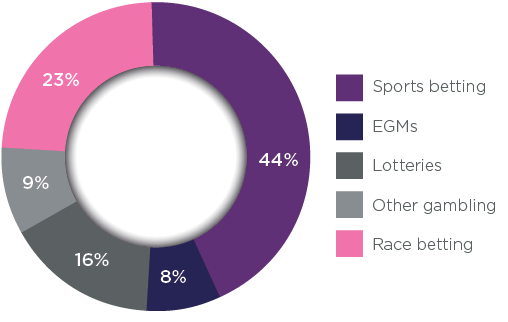 23%
44%
9%
16%
8%
Sports betting
EGMs
Lotteries
Other gambling
Race betting